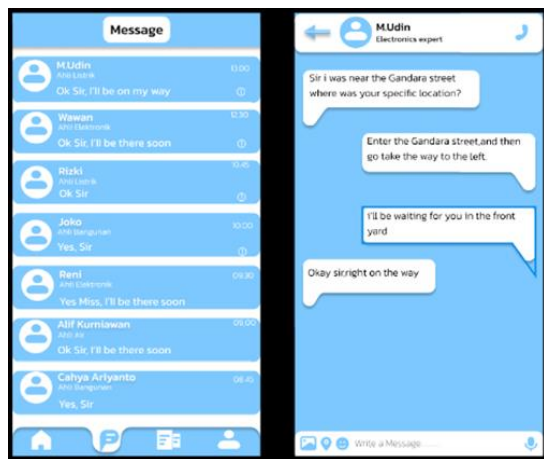 Message
M.Udin
13:00
Ahli Listrik
Ok Sir, I'll be on my way
Wawan
12.30
Ahli Elektronik
Ok Sir, I'll be there soon
Rizki
10.45
Ahli Listrik
Ok Sir
Joko
10:00
Ahli Bangunan
Yes, Sir
Reni
09.30
Ahli Elektronik
Yes Miss, I'll be there soon
Alif Kurniawan
09.00
Ahli Air
Ok Sir, I'll be there soon
Cahya Ariyanto
08.45
Ahli Bangunan
Yes, Sir
M.Udin
Electronics expert
Sir i was near the Gandara street
where was your specific location?
Enter the Gandara street,and then
go take the way to the left.
I'll be waiting for you in the front
yard
Okay sir,right on the way
Write a Message........